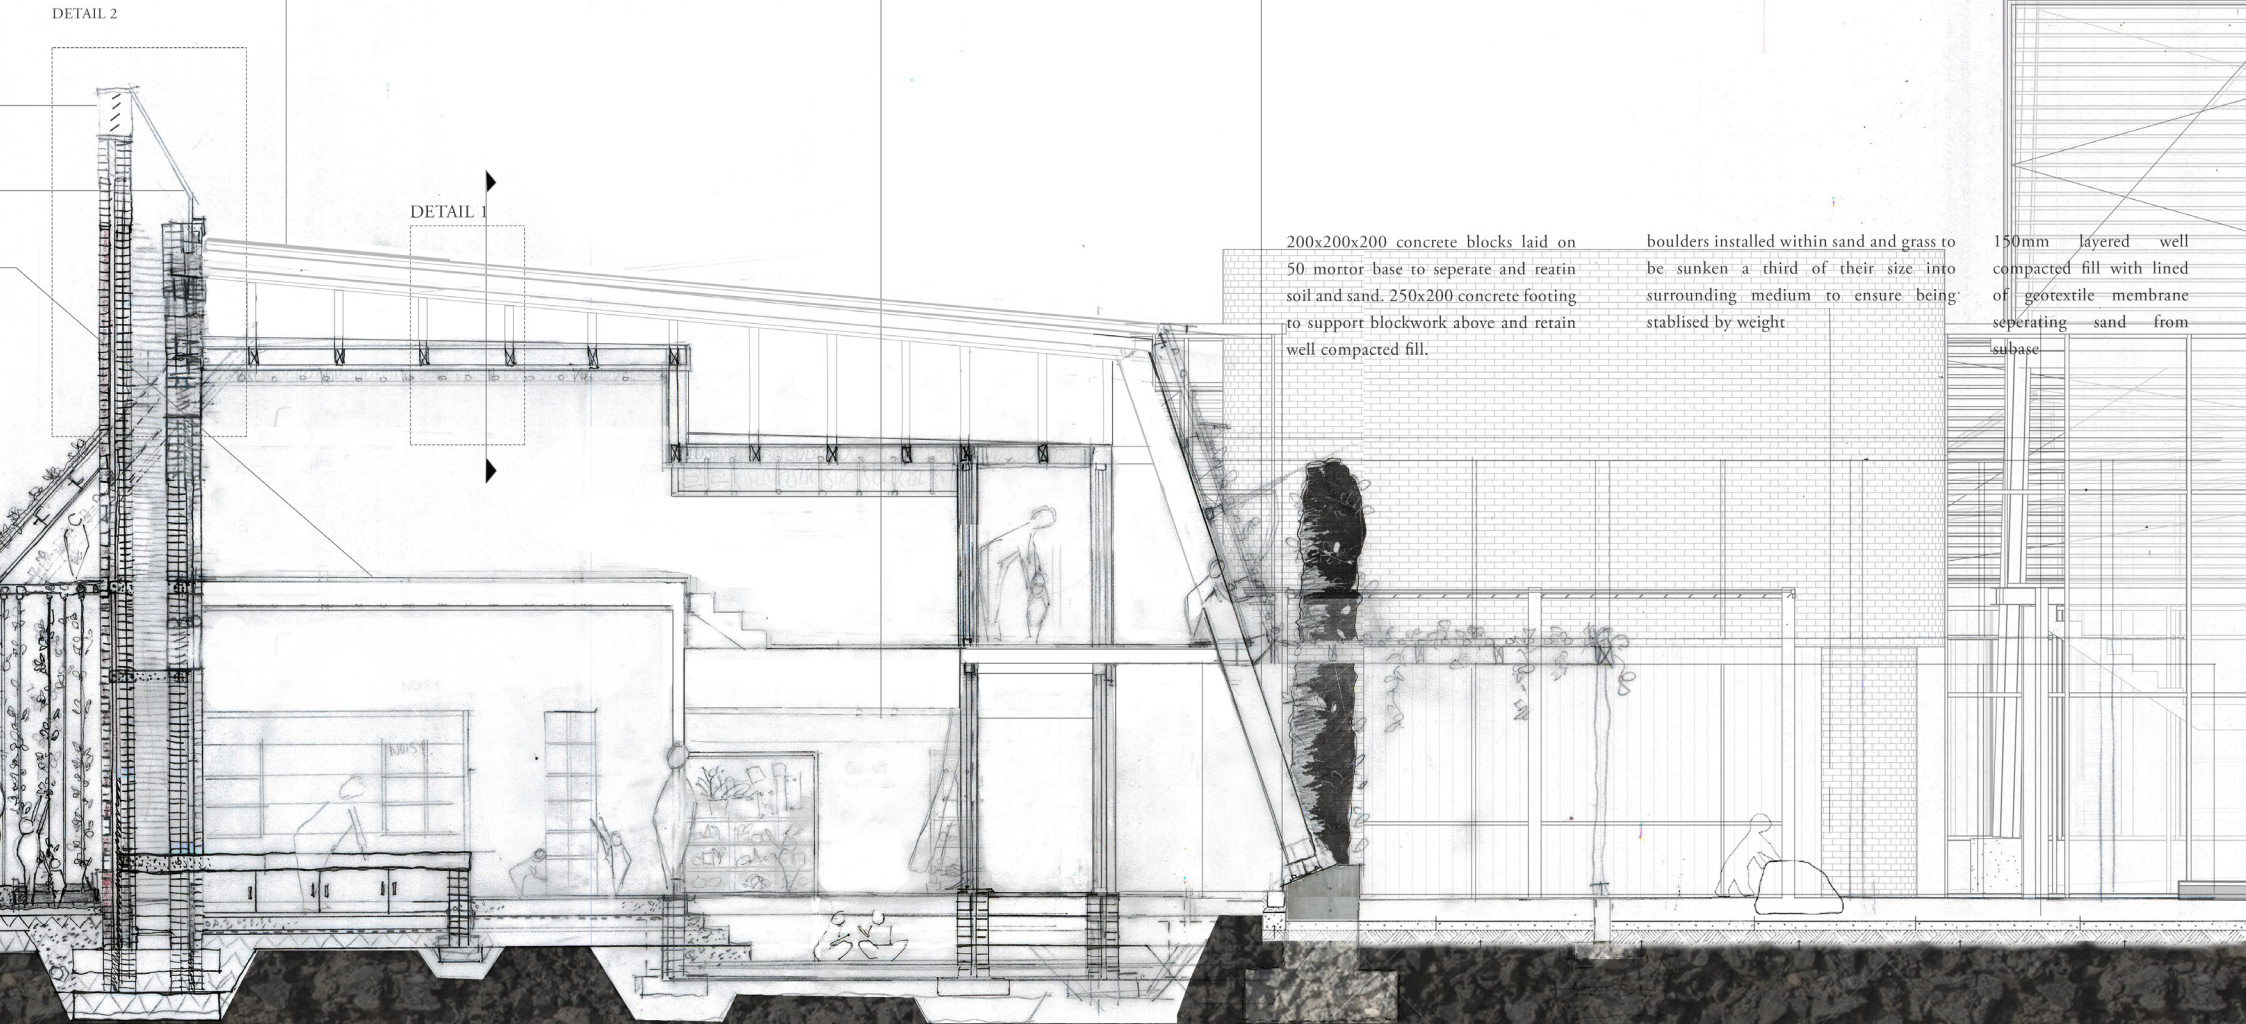 DETAIL 2
DETAIL 1
200x200x200 concrete blocks laid on
50 mortor base to seperate and reatin
soil and sand. 250x200 concrete footing
to support blockwork above and retain
well compacted fill.
boulders installed within sand and grass to
be sunken a third of their size into
surrounding medium to ensure being
stablised by weight
150mm layered well
compacted fill with lined
of geotextile membrane
seperating sand from
subase
NOISY
NOISY